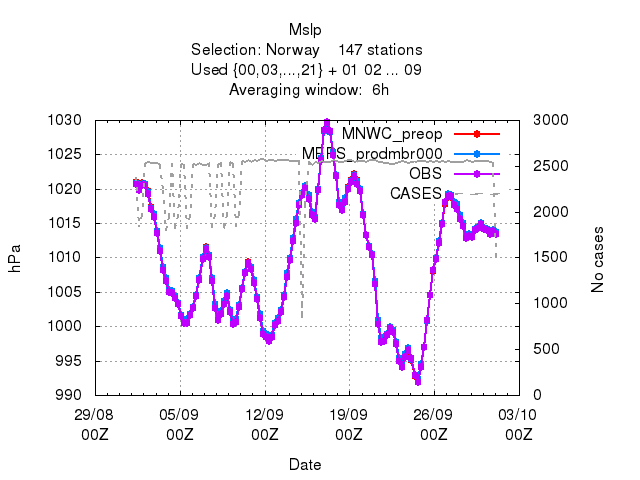 Mslp
Selection: Norway 147 stations
Used {00,03,...,21} + 01 02 ... 09
Averaging window: 6h
1030 3000
MNWC_preop
1025 MEPS_prodmbr000 2500
OBS
1020 CASES
1015 2000
1010 1500
1005 1000
1000
995 500
990 0
hPa
No cases
29/08 05/09 12/09 19/09 26/09 03/10
00Z 00Z 00Z 00Z 00Z 00Z
Date